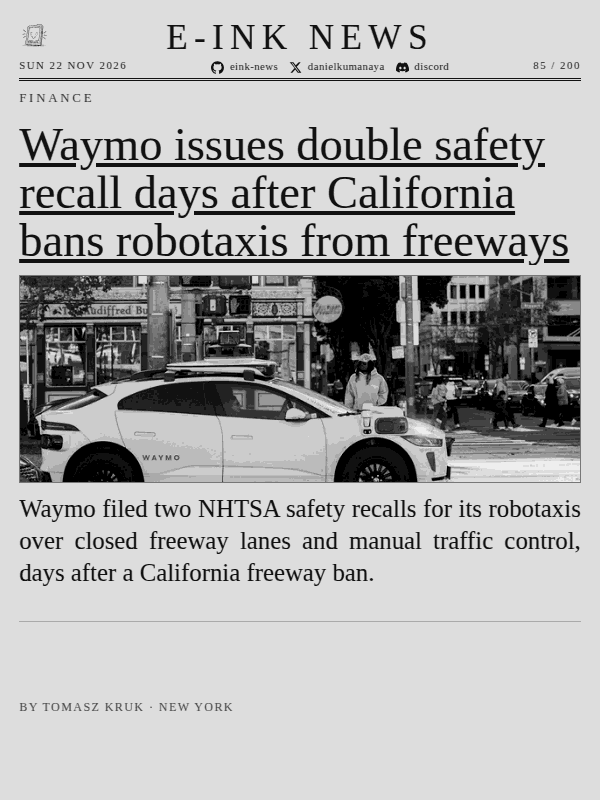 E-INK NEWS
SUN 22 NOV 2026
eink-news danielkumanaya discord
85 / 200
FINANCE
Waymo issues double safety
recall days after California
bans robotaxis from freeways
WAYMO
Waymo filed two NHTSA safety recalls for its robotaxis
over closed freeway lanes and manual traffic control,
days after a California freeway ban.
BY TOMASZ KRUK · NEW YORK